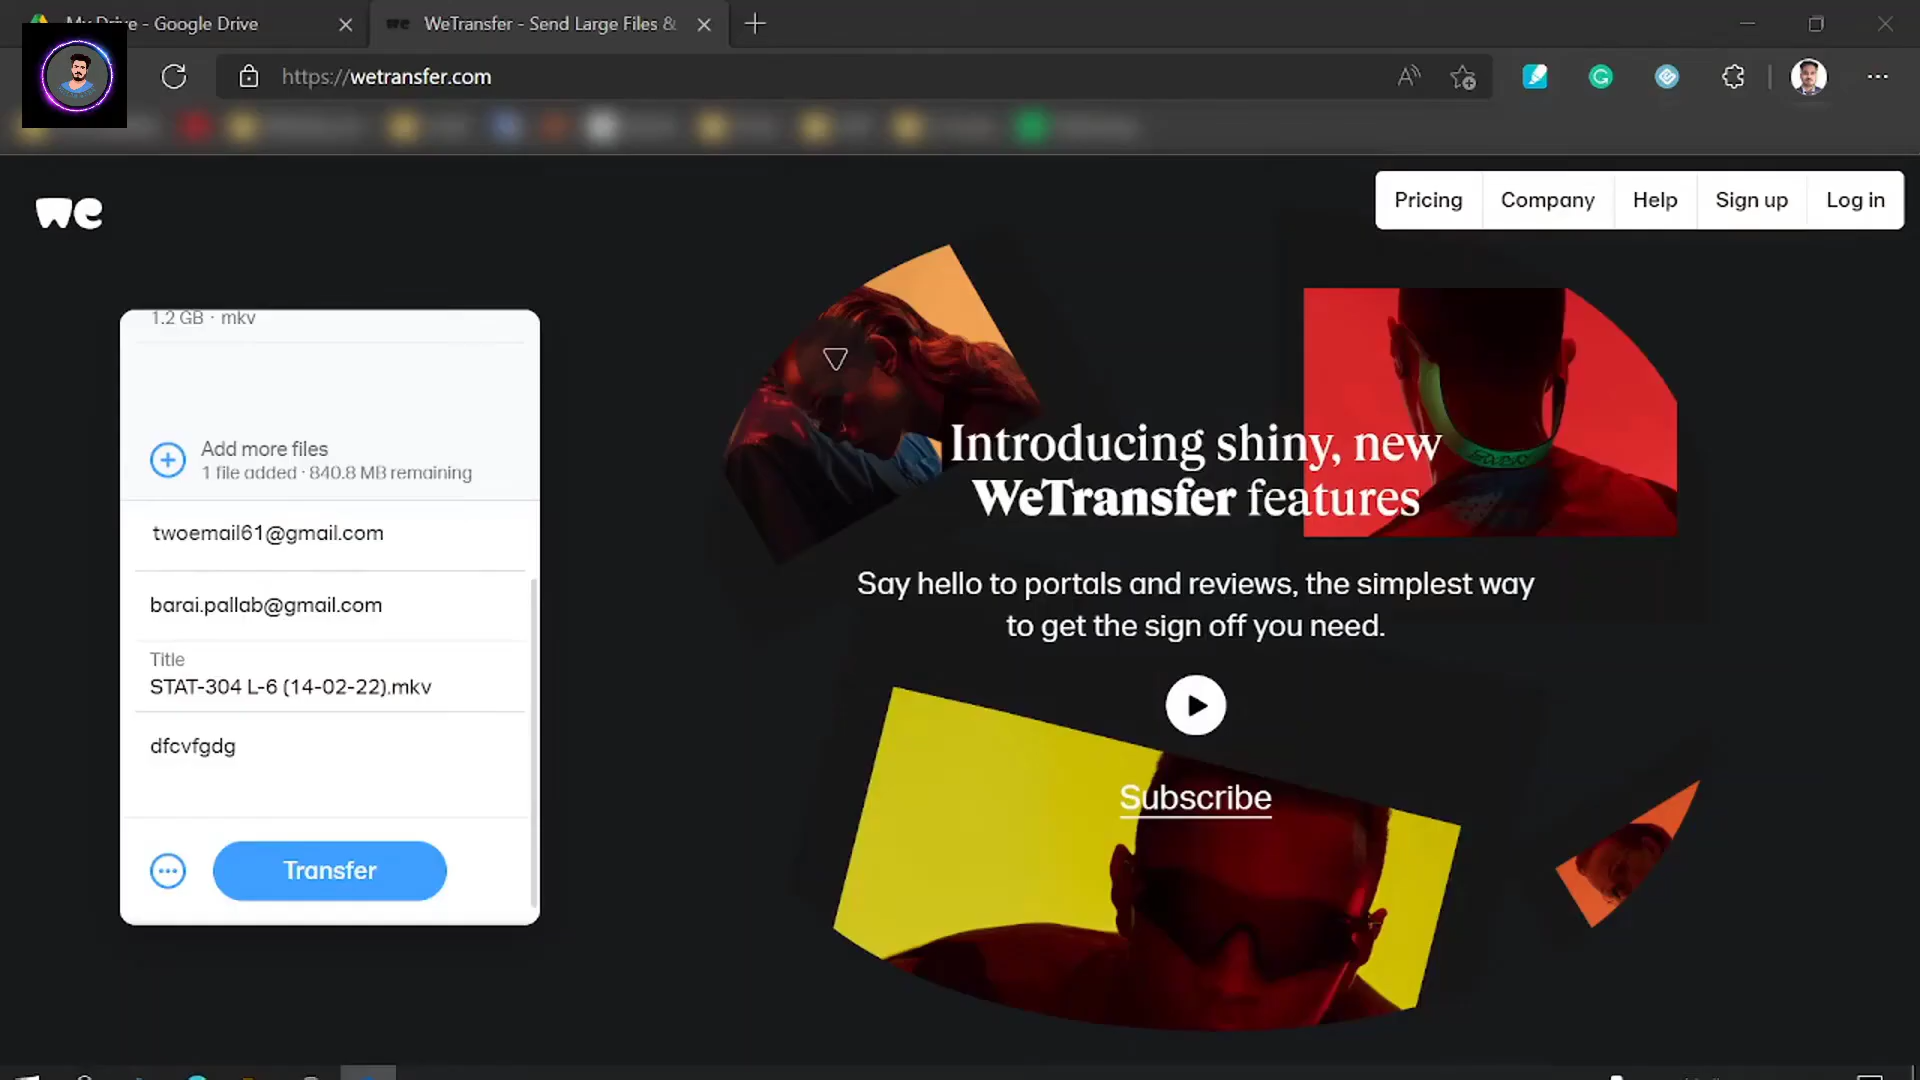 My Drive - Google Drive
WeTransfer - Send Large Files &
https://wetransfer.com
we
Pricing
Company
Help
Sign up
Log in
1.2 GB · mkv
Add more files
1 file added · 840.8 MB remaining
twoemail61@gmail.com
barai.pallab@gmail.com
Title
STAT-304 L-6 (14-02-22).mkv
dfcvfgdg
Transfer
Introducing shiny, new
WeTransfer features
Say hello to portals and reviews, the simplest way
to get the sign off you need.
Subscribe